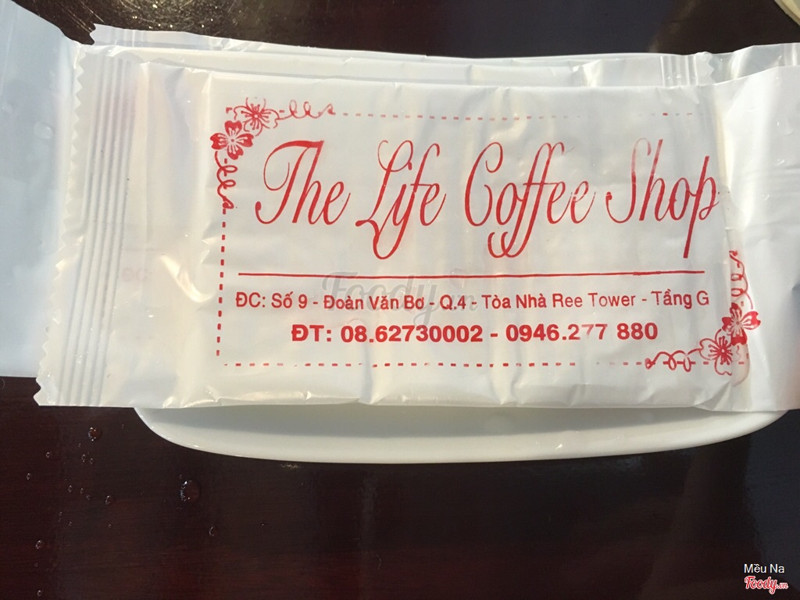 The Life Coffee Shop
ĐC: Số 9 - Đoàn Văn Bơ - Q.4 - Tòa Nhà Ree Tower - Tầng G
ĐT: 08.62730002 - 0946.277 880
Foody.vn
Mều Na
Foody.vn